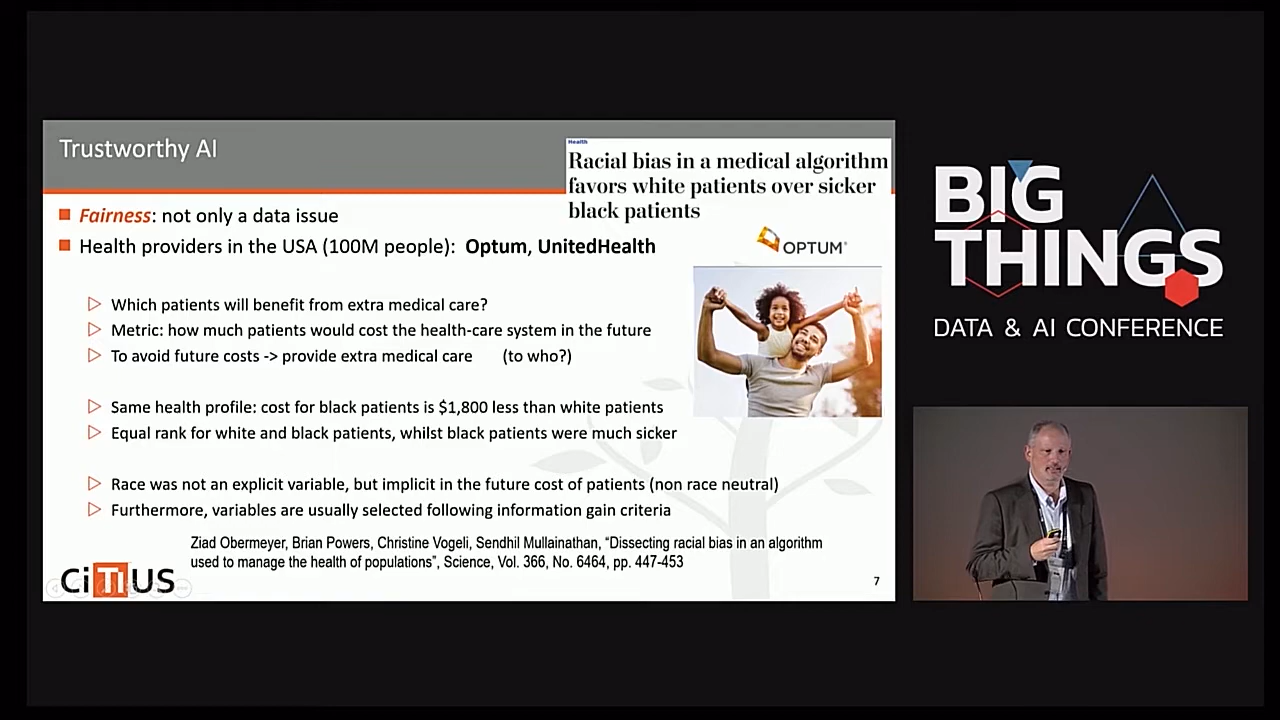 Trustworthy AI
Health
Racial bias in a medical algorithm
favors white patients over sicker
black patients
Fairness: not only a data issue
Health providers in the USA (100M people): Optum, UnitedHealth
OPTUM®
Which patients will benefit from extra medical care?
Metric: how much patients would cost the health-care system in the future
To avoid future costs -> provide extra medical care (to who?)
Same health profile: cost for black patients is $1,800 less than white patients
Equal rank for white and black patients, whilst black patients were much sicker
Race was not an explicit variable, but implicit in the future cost of patients (non race neutral)
Furthermore, variables are usually selected following information gain criteria
Ziad Obermeyer, Brian Powers, Christine Vogeli, Sendhil Mullainathan, “Dissecting racial bias in an algorithm
used to manage the health of populations”, Science, Vol. 366, No. 6464, pp. 447-453
CiTIUS
7
BIG
THINGS
DATA & AI CONFERENCE